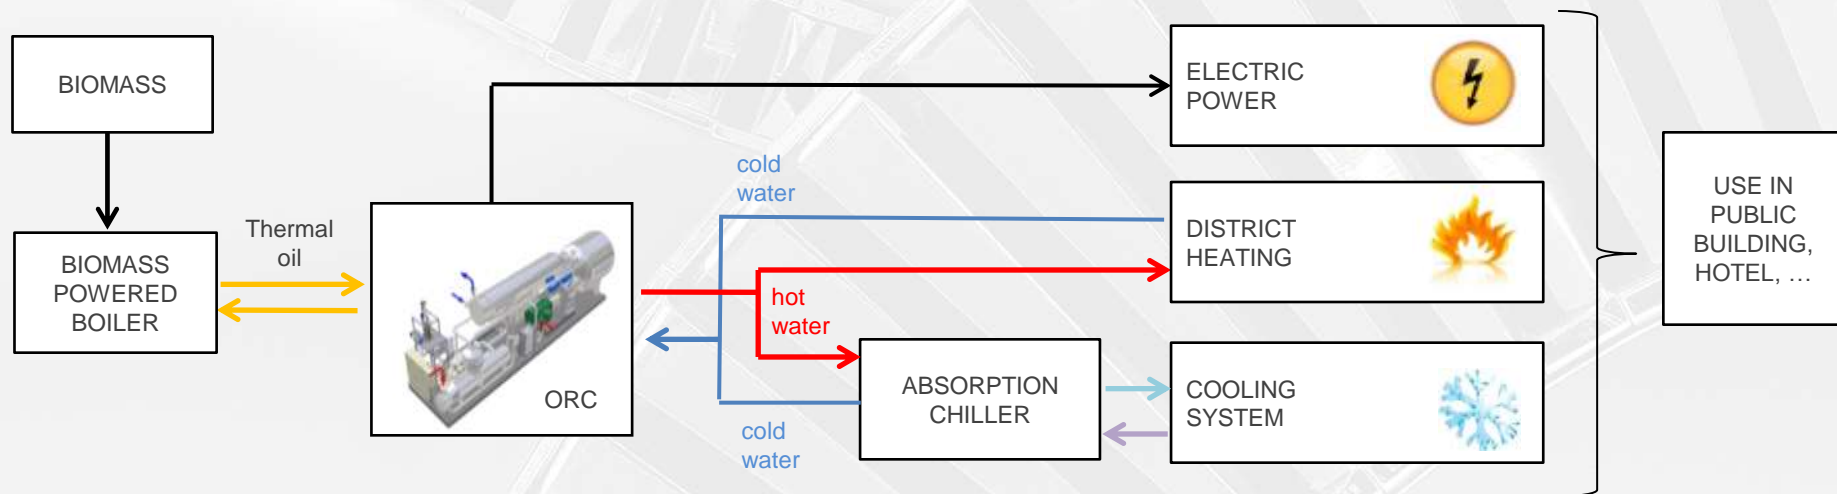 BIOMASS
BIOMASS
POWERED
BOILER
Thermal
oil
ORC
cold
water
hot
water
cold
water
ABSORPTION
CHILLER
ELECTRIC
POWER
DISTRICT
HEATING
COOLING
SYSTEM
USE IN
PUBLIC
BUILDING,
HOTEL, …